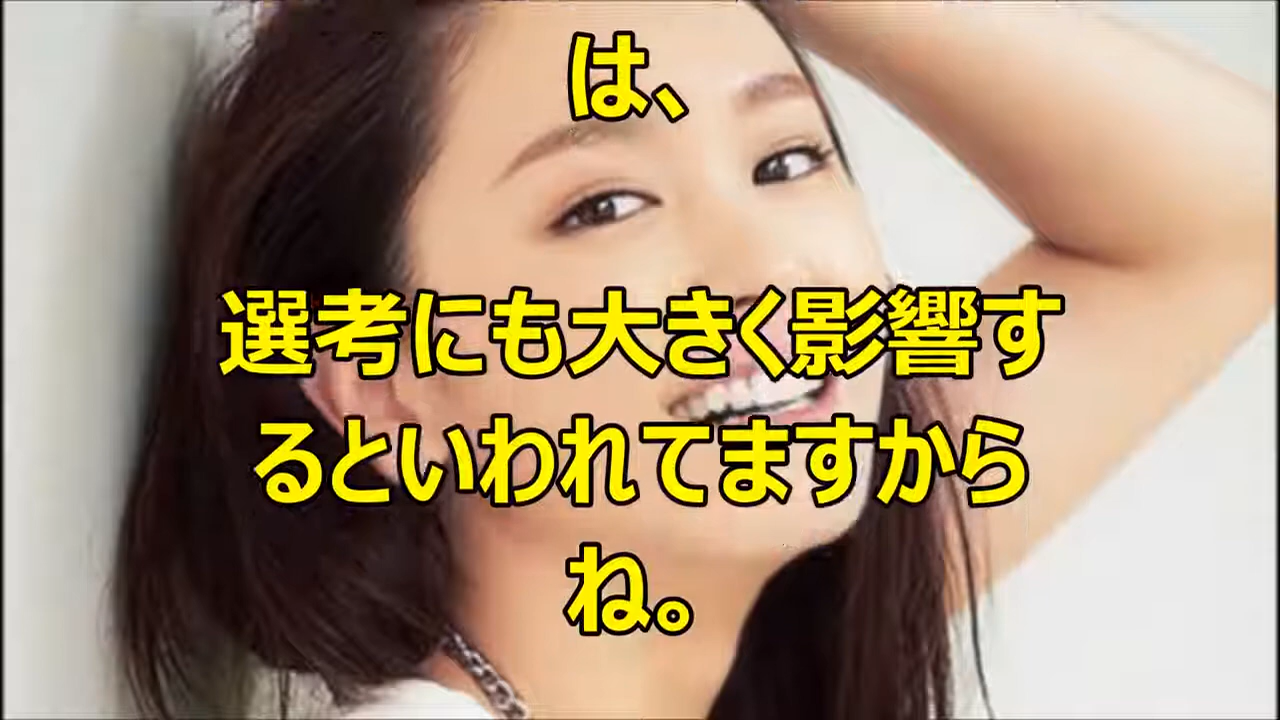 は、
選考にも大きく影響す
るといわれてますから
ね。